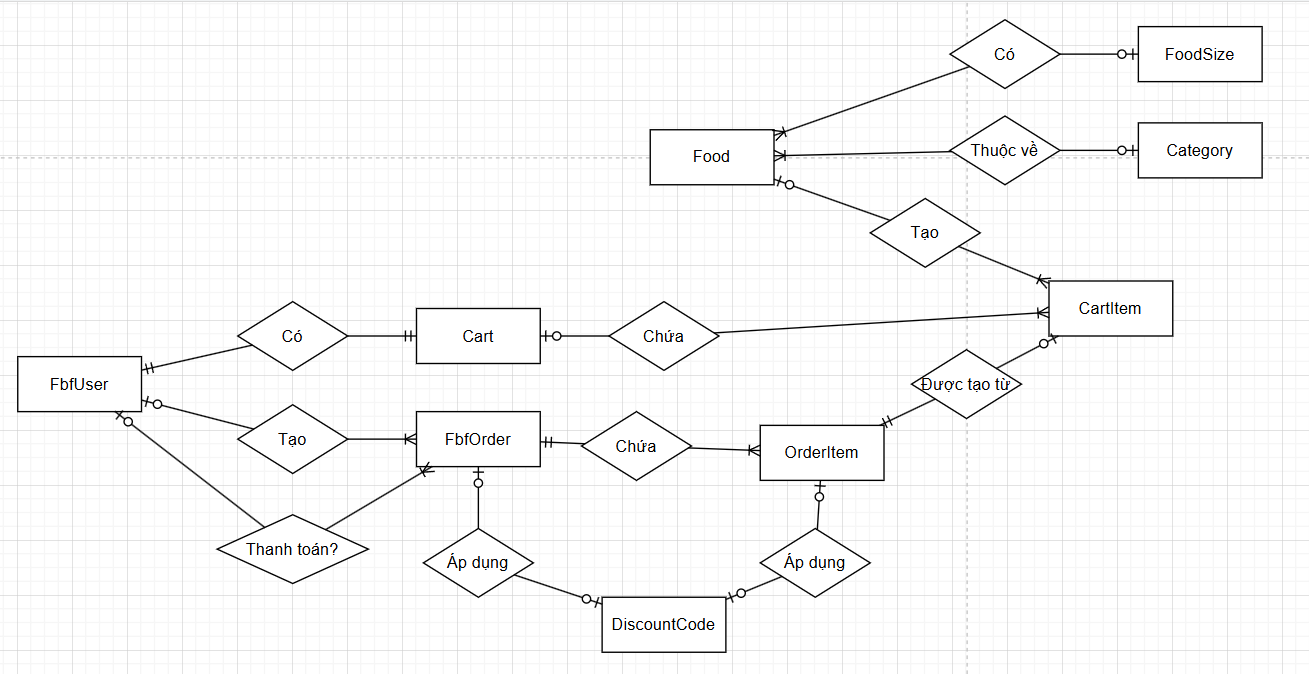 Có
FoodSize
Food
Thuộc về
Category
Tạo
CartItem
Có
Cart
Chứa
FbfUser
Được tạo từ
Tạo
FbfOrder
Chứa
OrderItem
Thanh toán?
Áp dụng
Áp dụng
DiscountCode